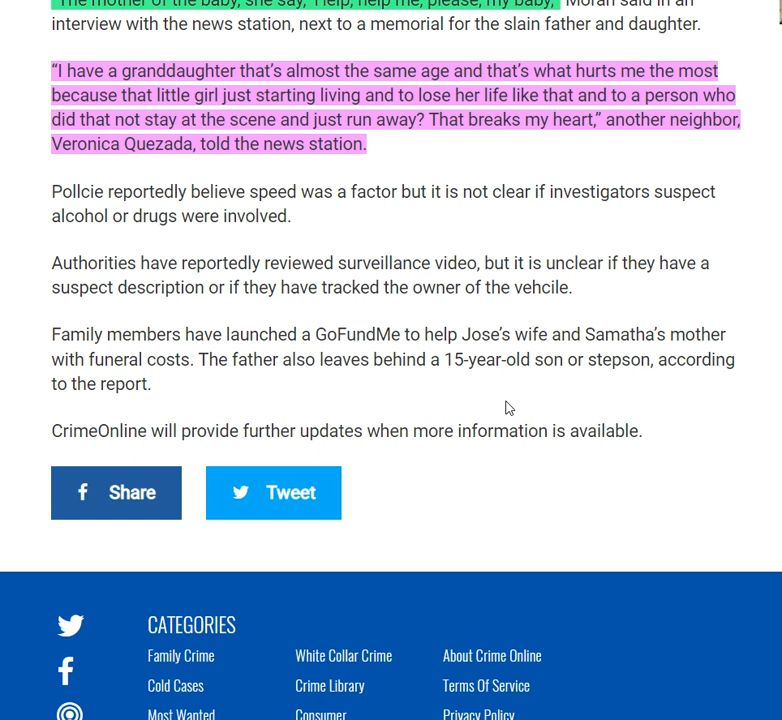 "The mother of the baby, she say, 'Help, help me, please, my baby,'" Moran said in an
interview with the news station, next to a memorial for the slain father and daughter.
“I have a granddaughter that’s almost the same age and that’s what hurts me the most
because that little girl just starting living and to lose her life like that and to a person who
did that not stay at the scene and just run away? That breaks my heart,” another neighbor,
Veronica Quezada, told the news station.
Pollcie reportedly believe speed was a factor but it is not clear if investigators suspect
alcohol or drugs were involved.
Authorities have reportedly reviewed surveillance video, but it is unclear if they have a
suspect description or if they have tracked the owner of the vehcile.
Family members have launched a GoFundMe to help Jose’s wife and Samatha’s mother
with funeral costs. The father also leaves behind a 15-year-old son or stepson, according
to the report.
CrimeOnline will provide further updates when more information is available.
Share Tweet
CATEGORIES
Family Crime White Collar Crime About Crime Online
Cold Cases Crime Library Terms Of Service
Most Wanted Consumer Privacy Policy